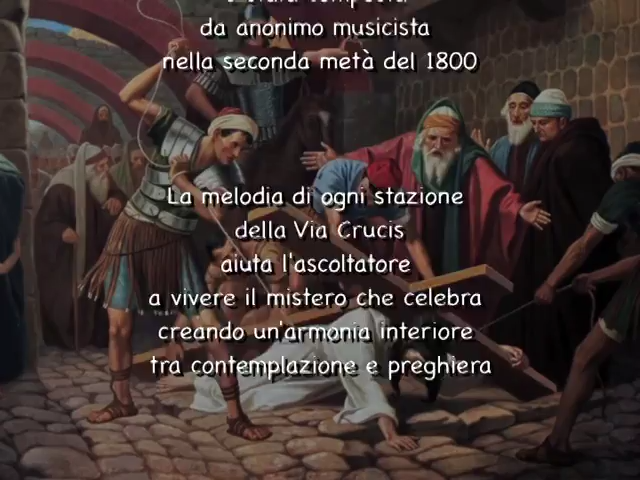 da anonimo musicista
nella seconda metà del 1800
La melodia di ogni stazione
della Via Crucis
aiuta l'ascoltatore
a vivere il mistero che celebra
creando un'armonia interiore
tra contemplazione e preghiera